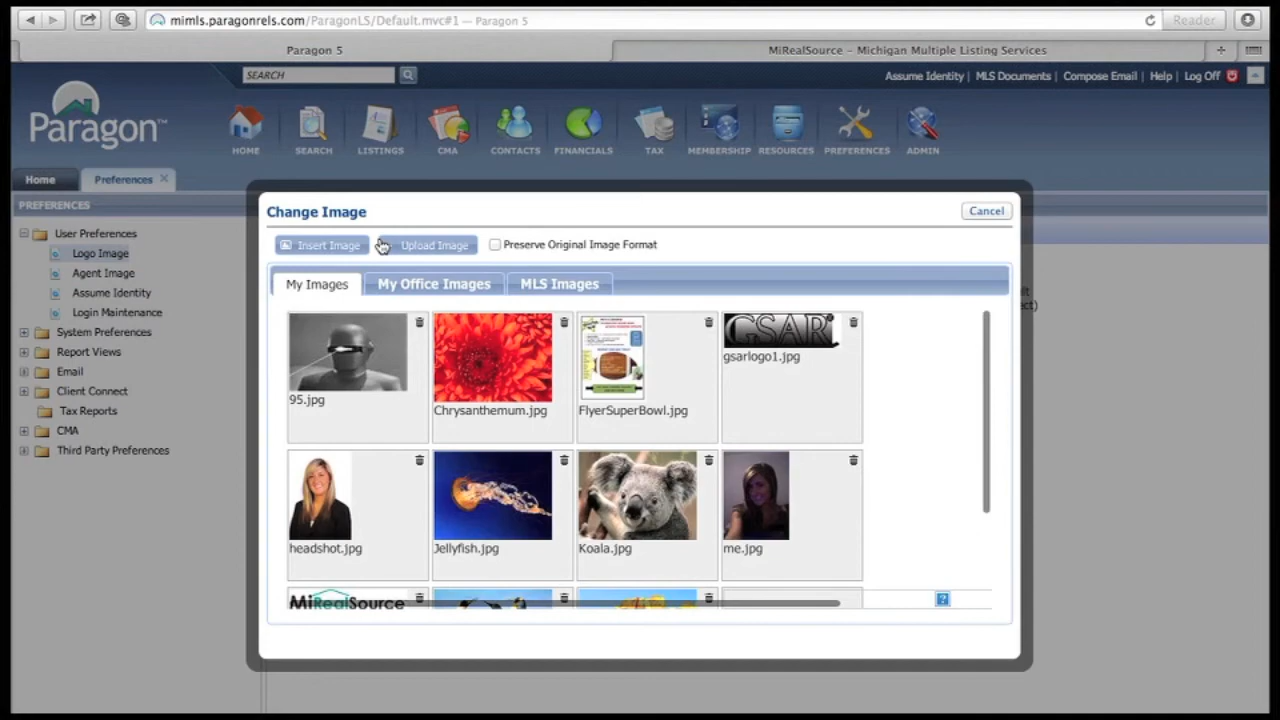 mimls.paragonrels.com/ParagonLS/Default.mvc#1 — Paragon 5
Reader
Paragon 5
MiRealSource – Michigan Multiple Listing Services
SEARCH
Assume Identity | MLS Documents | Compose Email | Help | Log Off
Paragon™
HOME
SEARCH
LISTINGS
CMA
CONTACTS
FINANCIALS
TAX
MEMBERSHIP
RESOURCES
PREFERENCES
ADMIN
Home
Preferences
PREFERENCES
User Preferences
Logo Image
Agent Image
Assume Identity
Login Maintenance
System Preferences
Report Views
Email
Client Connect
Tax Reports
CMA
Third Party Preferences
Change Image
Cancel
Insert Image
Upload Image
Preserve Original Image Format
My Images
My Office Images
MLS Images
GSAR
95.jpg
Chrysanthemum.jpg
FlyerSuperBowl.jpg
gsarlogo1.jpg
headshot.jpg
Jellyfish.jpg
Koala.jpg
me.jpg
MiRealSource
?